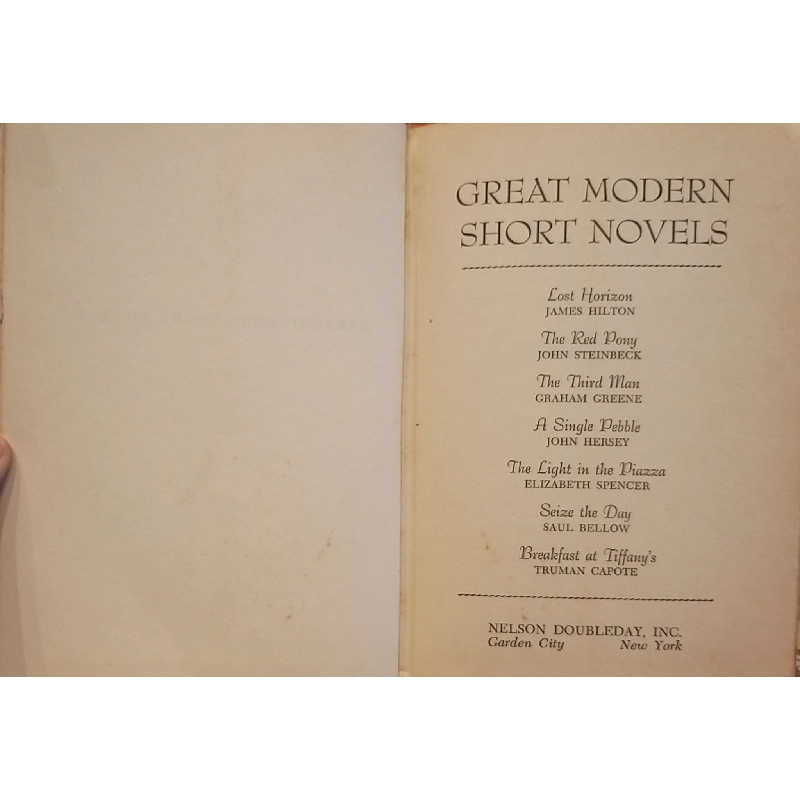 GREAT MODERN
SHORT NOVELS
Lost Horizon
JAMES HILTON
The Red Pony
JOHN STEINBECK
The Third Man
GRAHAM GREENE
A Single Pebble
JOHN HERSEY
The Light in the Piazza
ELIZABETH SPENCER
Seize the Day
SAUL BELLOW
Breakfast at Tiffany's
TRUMAN CAPOTE
NELSON DOUBLEDAY, INC.
Garden City New York